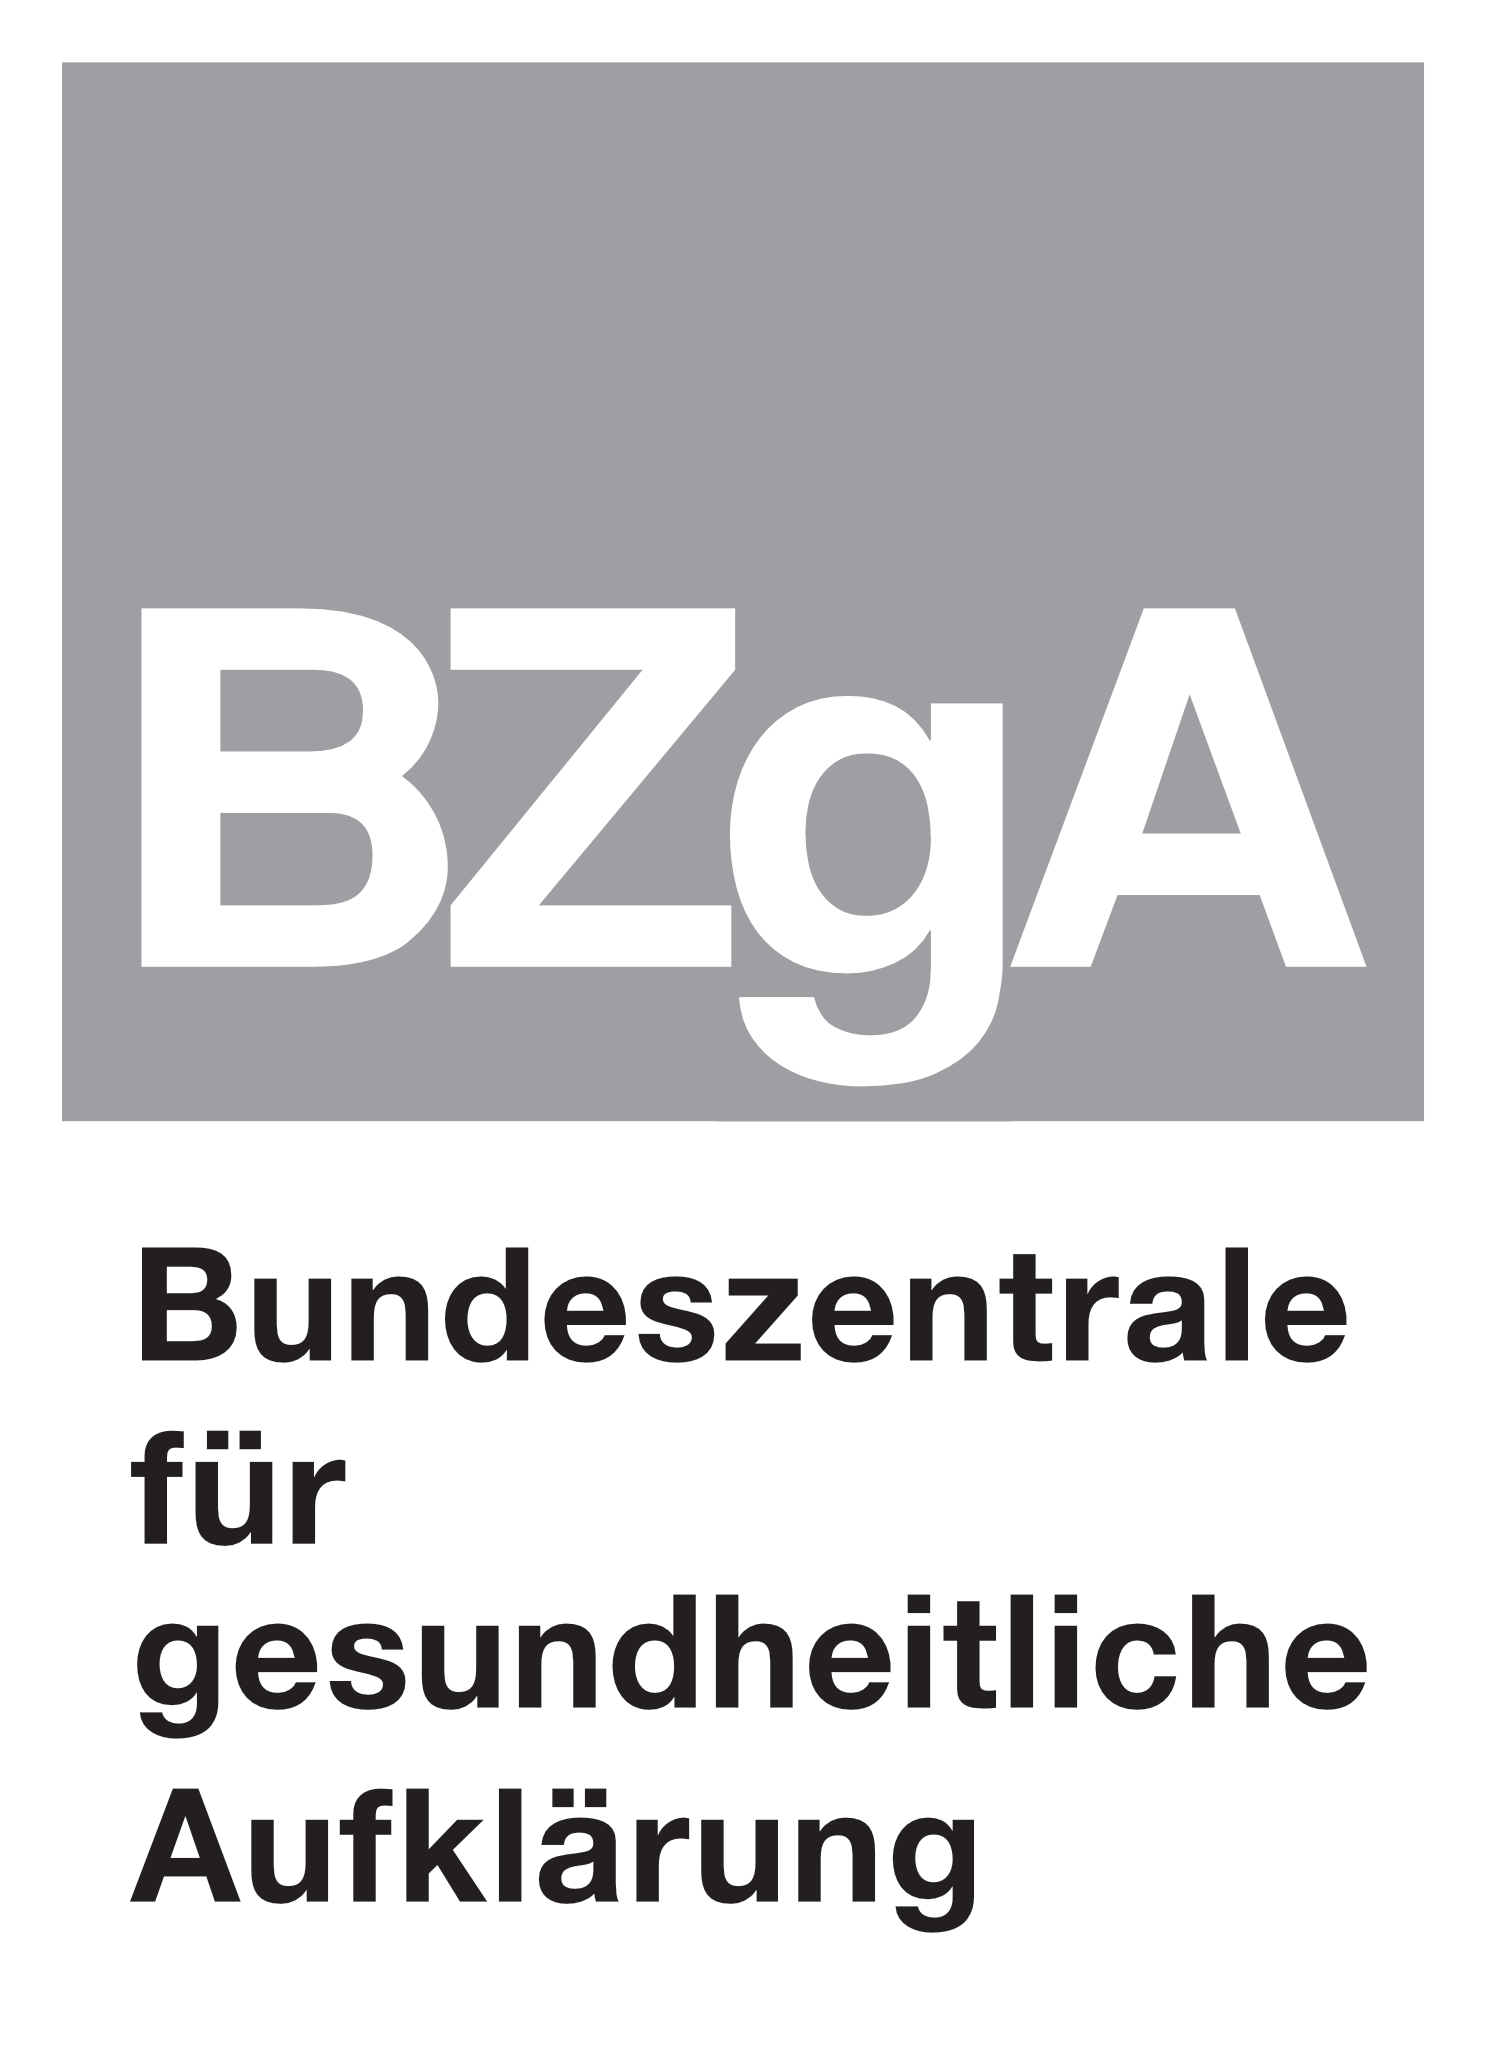 BZgA
Bundeszentrale
für
gesundheitliche
Aufklärung